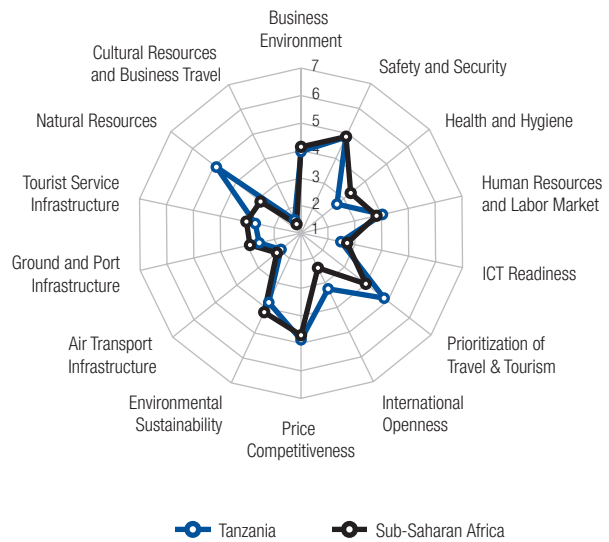 Business
Environment
Safety and Security
Health and Hygiene
Human Resources
and Labor Market
ICT Readiness
Prioritization of
Travel & Tourism
International
Openness
Price
Competitiveness
Environmental
Sustainability
Air Transport
Infrastructure
Ground and Port
Infrastructure
Tourist Service
Infrastructure
Natural Resources
Cultural Resources
and Business Travel
7
6
5
4
3
2
1
Tanzania
Sub-Saharan Africa